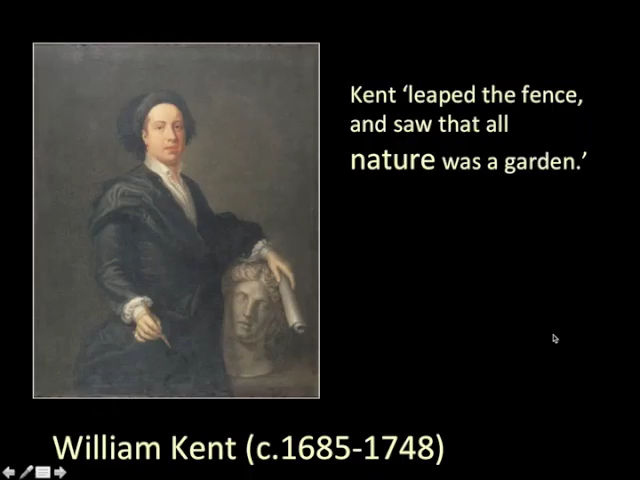 Kent ‘leaped the fence,
and saw that all
nature was a garden.’
William Kent (c.1685-1748)